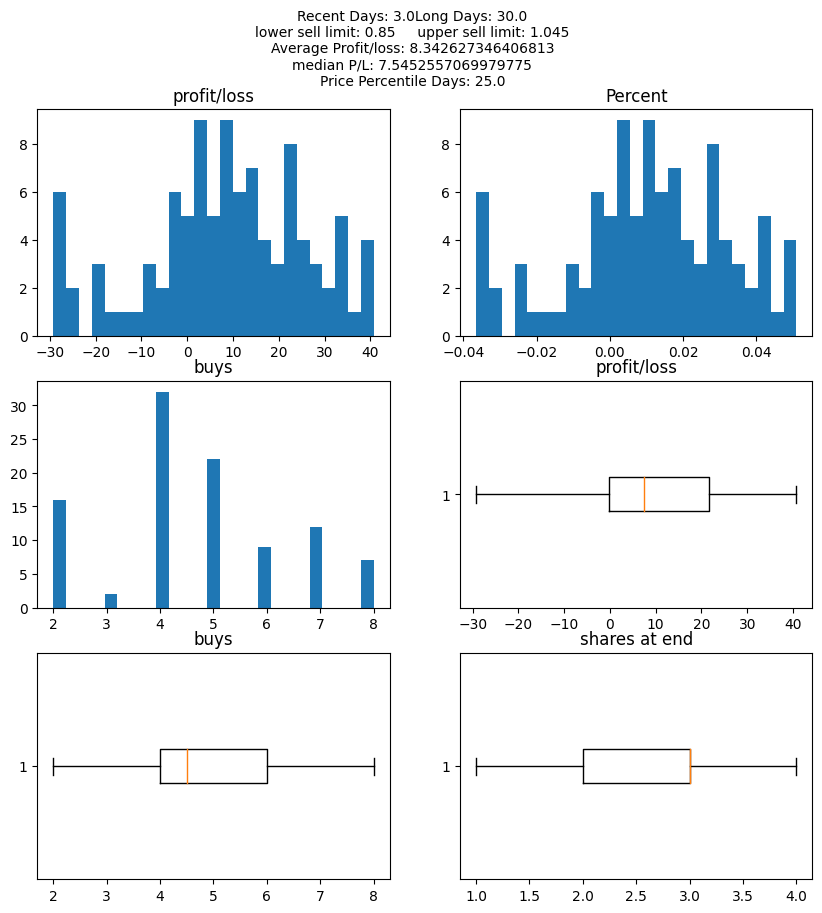 Recent Days: 3.0Long Days: 30.0
lower sell limit: 0.85     upper sell limit: 1.045
Average Profit/loss: 8.342627346406813
median P/L: 7.5452557069979775
Price Percentile Days: 25.0
profit/loss
8
6
4
2
0
−30 −20 −10 0 10 20 30 40
Percent
8
6
4
2
0
−0.04 −0.02 0.00 0.02 0.04
buys
30
25
20
15
10
5
0
2 3 4 5 6 7 8
profit/loss
1
−30 −20 −10 0 10 20 30 40
buys
1
2 3 4 5 6 7 8
shares at end
1
1.0 1.5 2.0 2.5 3.0 3.5 4.0